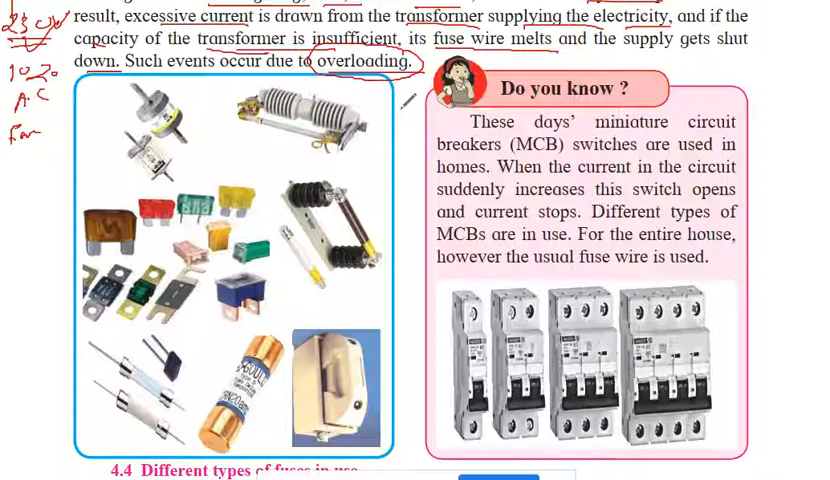 result, excessive current is drawn from the transformer supplying the electricity, and if the
capacity of the transformer is insufficient, its fuse wire melts and the supply gets shut
down. Such events occur due to overloading.
10 20
A C
Fan
Do you know ?
These days' miniature circuit
breakers (MCB) switches are used in
homes. When the current in the circuit
suddenly increases this switch opens
and current stops. Different types of
MCBs are in use. For the entire house,
however the usual fuse wire is used.
4.4 Different types of fuses in use